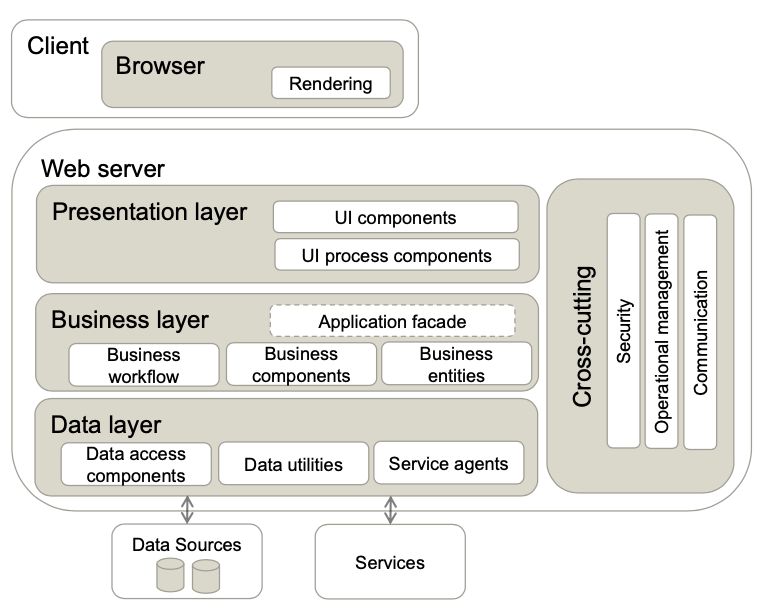 Client
Browser
Rendering
Web server
Presentation layer
UI components
UI process components
Business layer
Application facade
Business
workflow
Business
components
Business
entities
Data layer
Data access
components
Data utilities
Service agents
Cross-cutting
Security
Operational management
Communication
Data Sources
Services